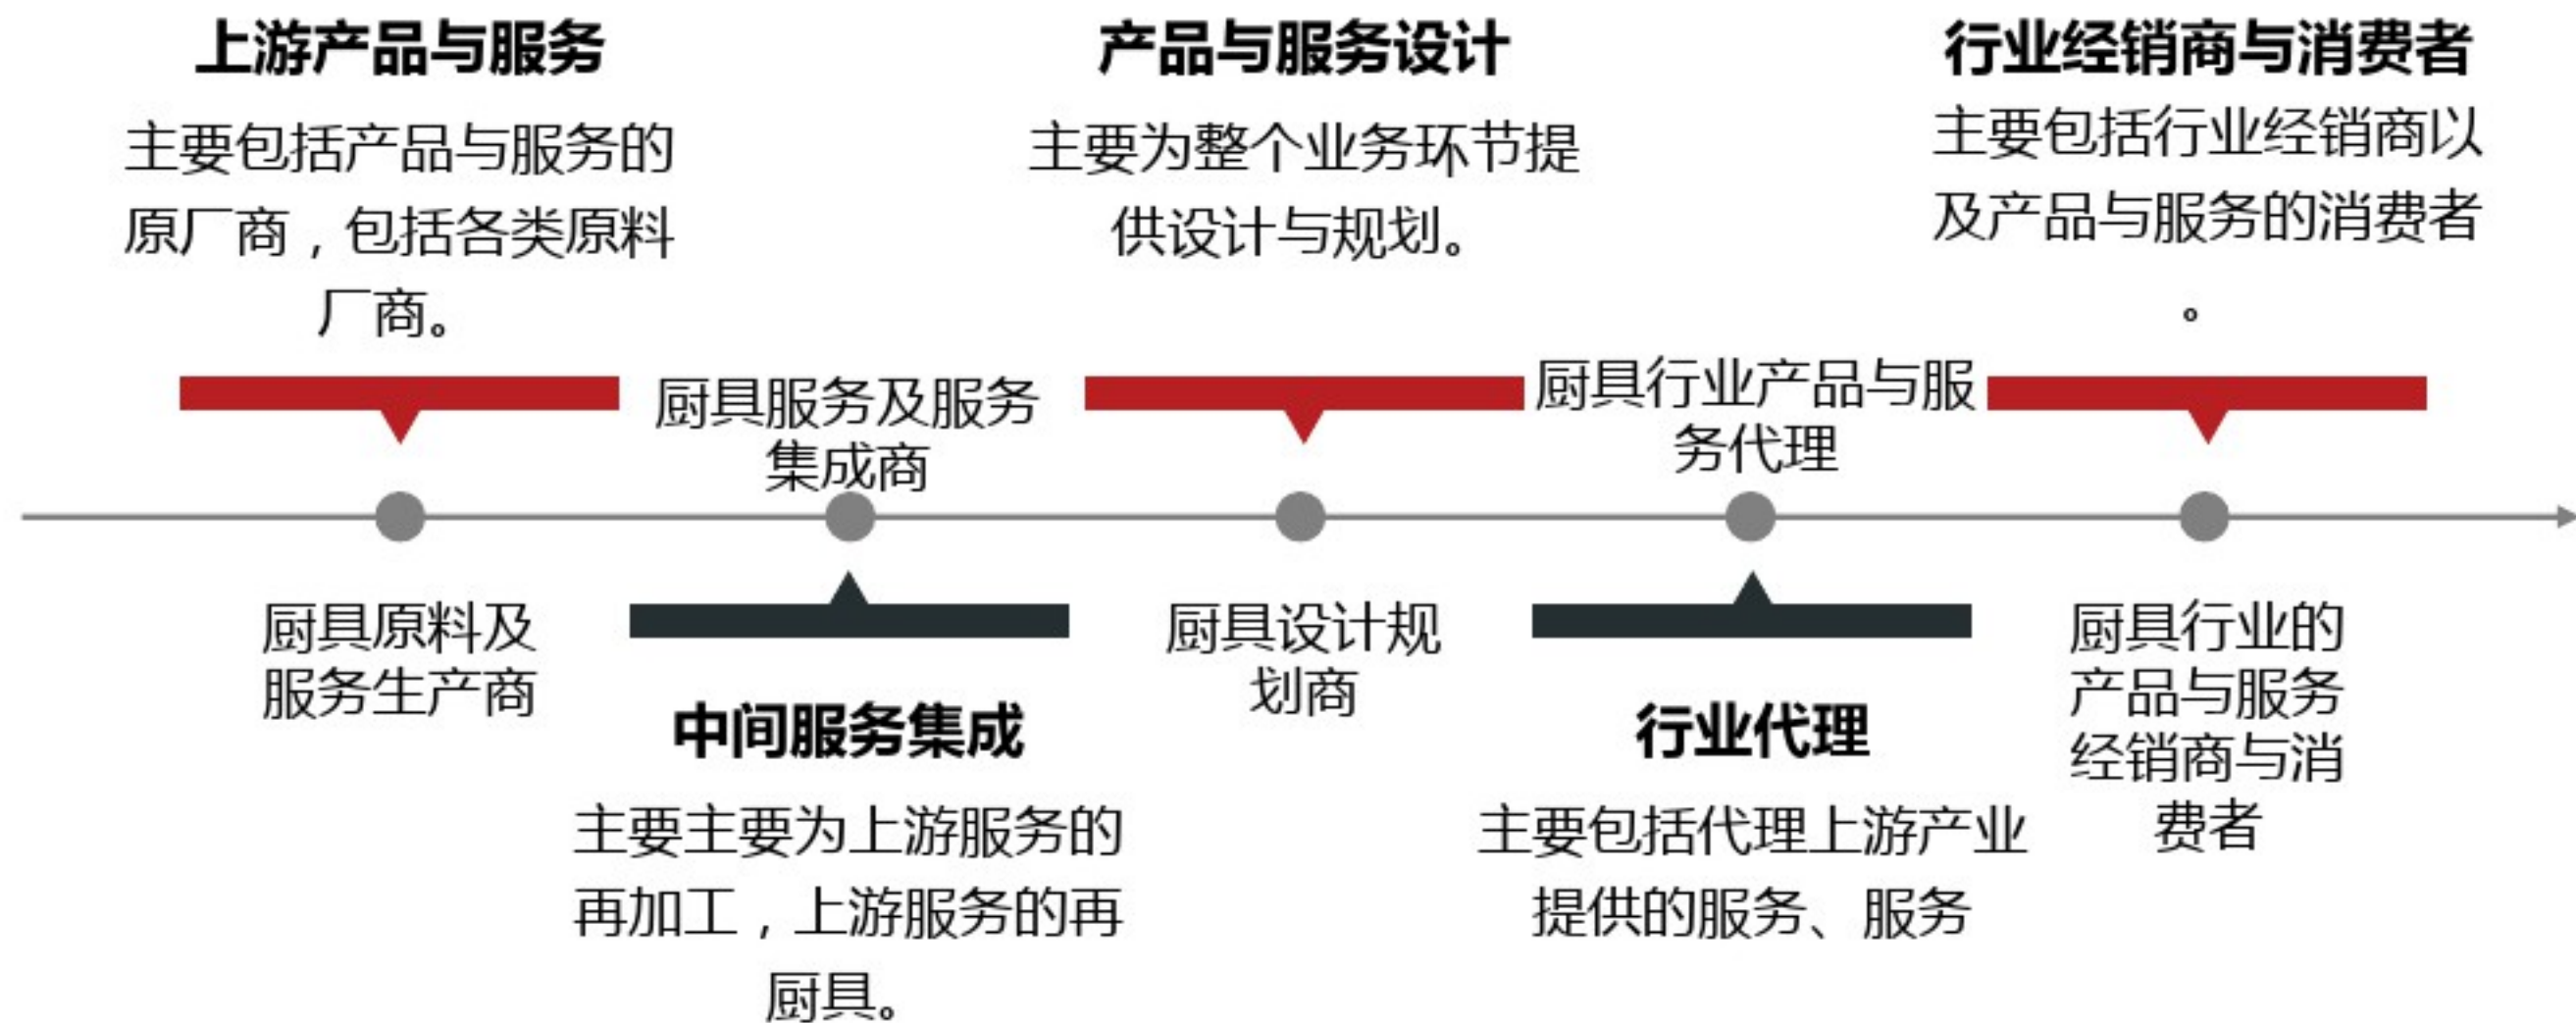 上游产品与服务
主要包括产品与服务的
原厂商，包括各类原料
厂商。
厨具原料及
服务生产商
厨具服务及服务
集成商
中间服务集成
主要主要为上游服务的
再加工，上游服务的再
厨具。
产品与服务设计
主要为整个业务环节提
供设计与规划。
厨具设计规
划商
厨具行业产品与服
务代理
行业代理
主要包括代理上游产业
提供的服务、服务
行业经销商与消费者
主要包括行业经销商以
及产品与服务的消费者
。
厨具行业的
产品与服务
经销商与消
费者